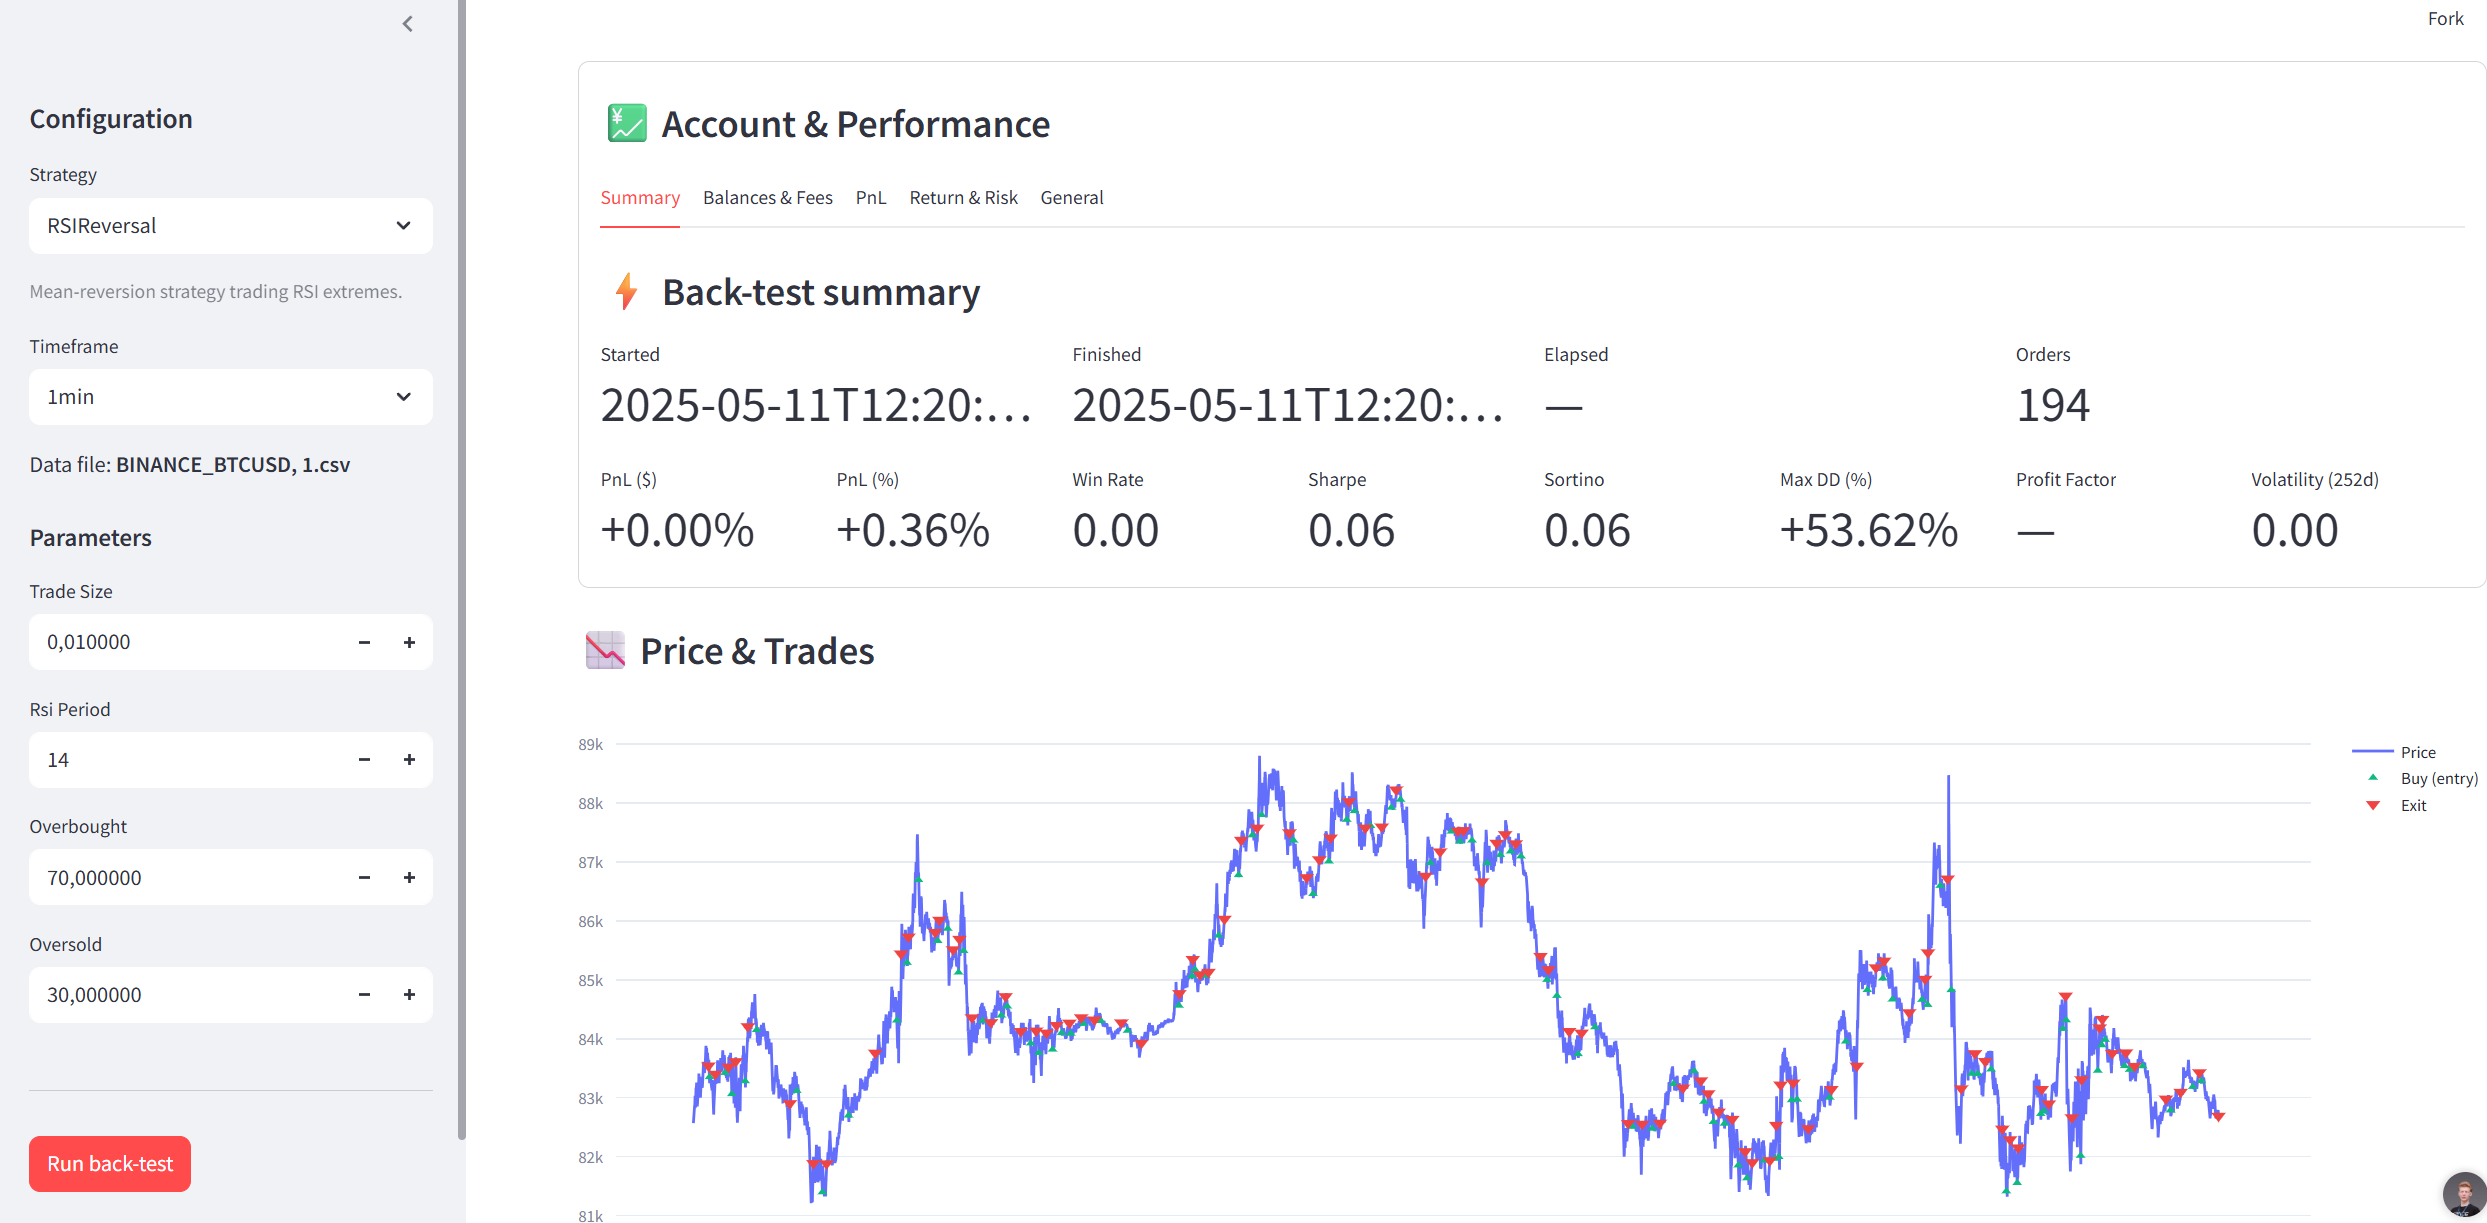 Fork
Configuration
Strategy
RSIReversal
Mean-reversion strategy trading RSI extremes.
Timeframe
1min
Data file: BINANCE_BTCUSD, 1.csv
Parameters
Trade Size
0,010000
Rsi Period
14
Overbought
70,000000
Oversold
30,000000
Run back-test
Account & Performance
Summary Balances & Fees PnL Return & Risk General
Back-test summary
Started Finished Elapsed Orders
2025-05-11T12:20:... 2025-05-11T12:20:... — 194
PnL ($) PnL (%) Win Rate Sharpe Sortino Max DD (%) Profit Factor Volatility (252d)
+0.00% +0.36% 0.00 0.06 0.06 +53.62% — 0.00
Price & Trades
89k
88k
87k
86k
85k
84k
83k
82k
81k
Price
Buy (entry)
Exit